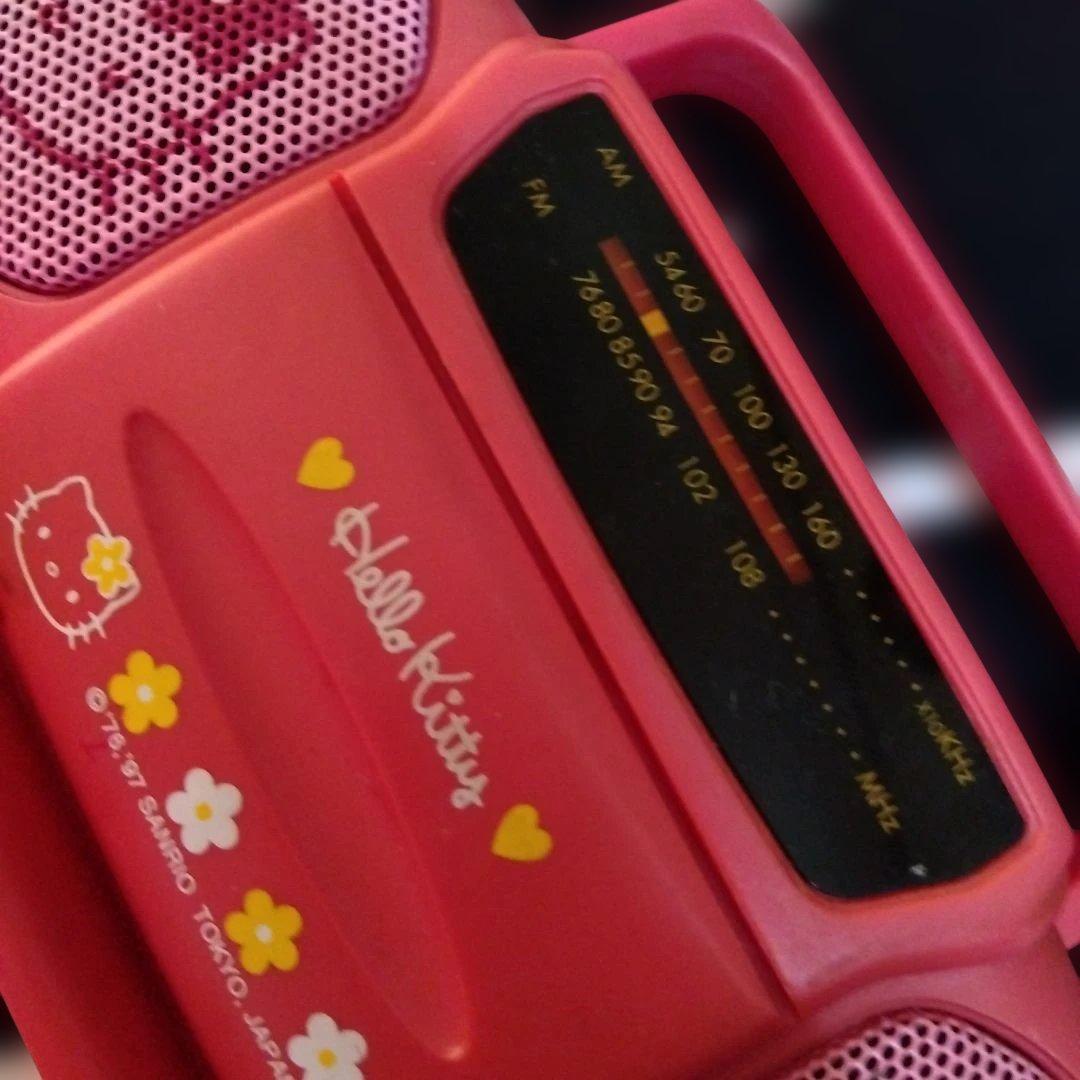 AM 54 60 70 100 130 160 . . . . . x10KHz
FM 76 80 85 90 94 102 108 . . . . . . . MHz
Hello Kitty
© '76, '97 SANRIO TOKYO, JAPAN